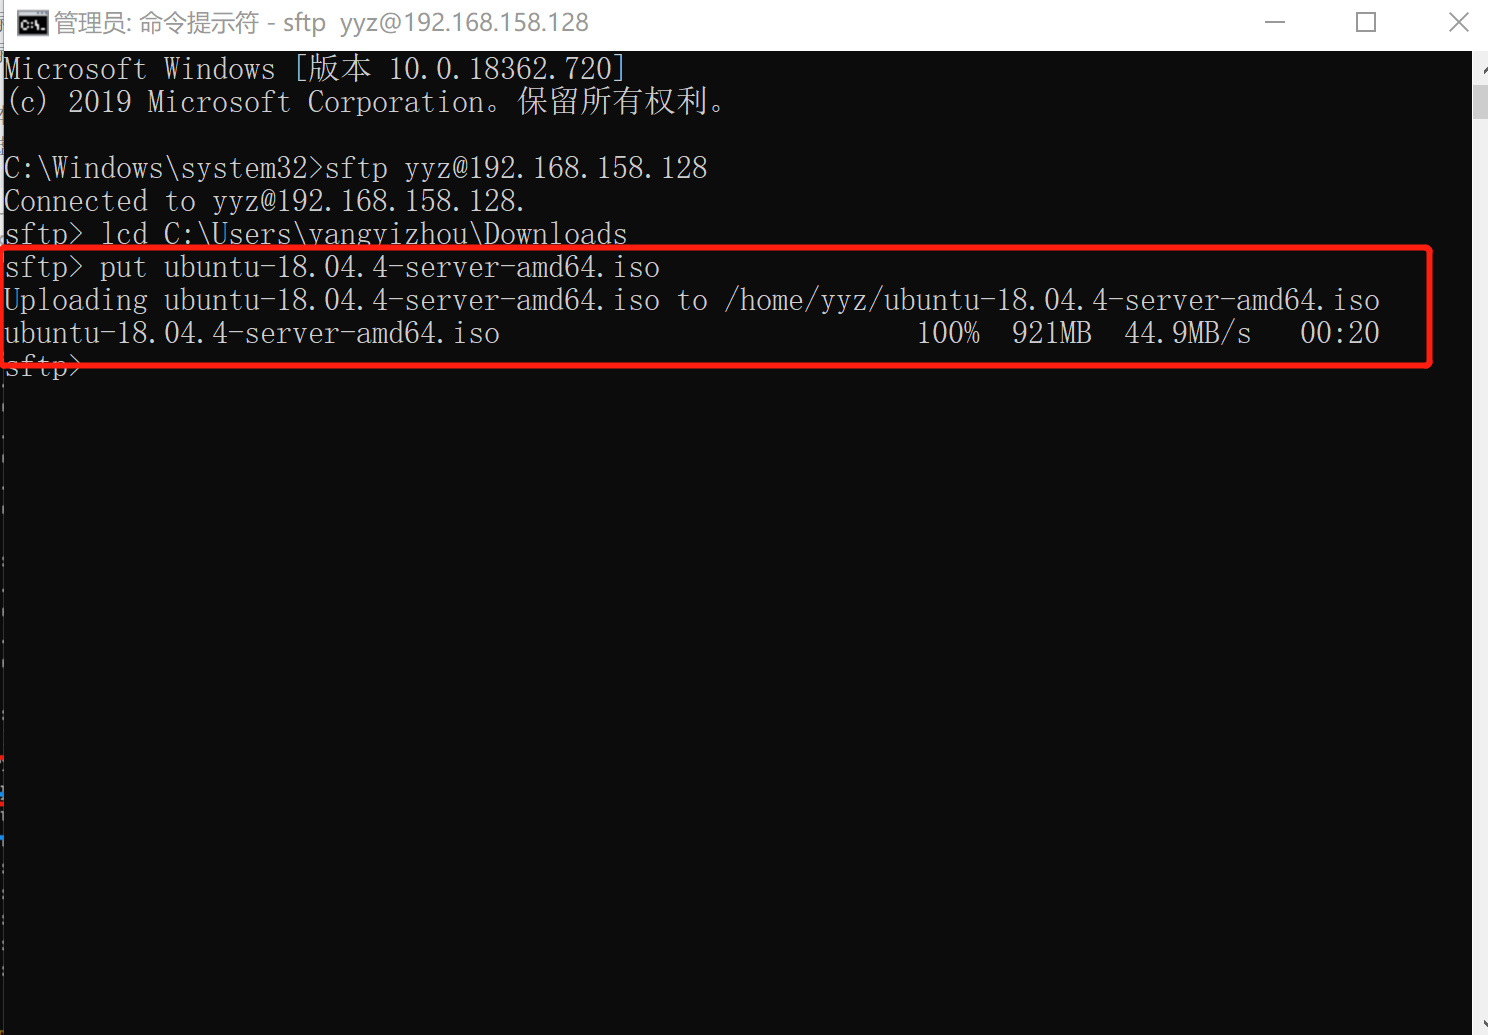 管理员: 命令提示符 - sftp  yyz@192.168.158.128
Microsoft Windows [版本 10.0.18362.720]
(c) 2019 Microsoft Corporation。保留所有权利。
C:\Windows\system32>sftp yyz@192.168.158.128
Connected to yyz@192.168.158.128.
sftp> lcd C:\Users\yangyizhou\Downloads
sftp> put ubuntu-18.04.4-server-amd64.iso
Uploading ubuntu-18.04.4-server-amd64.iso to /home/yyz/ubuntu-18.04.4-server-amd64.iso
ubuntu-18.04.4-server-amd64.iso 100% 921MB 44.9MB/s 00:20
sftp>